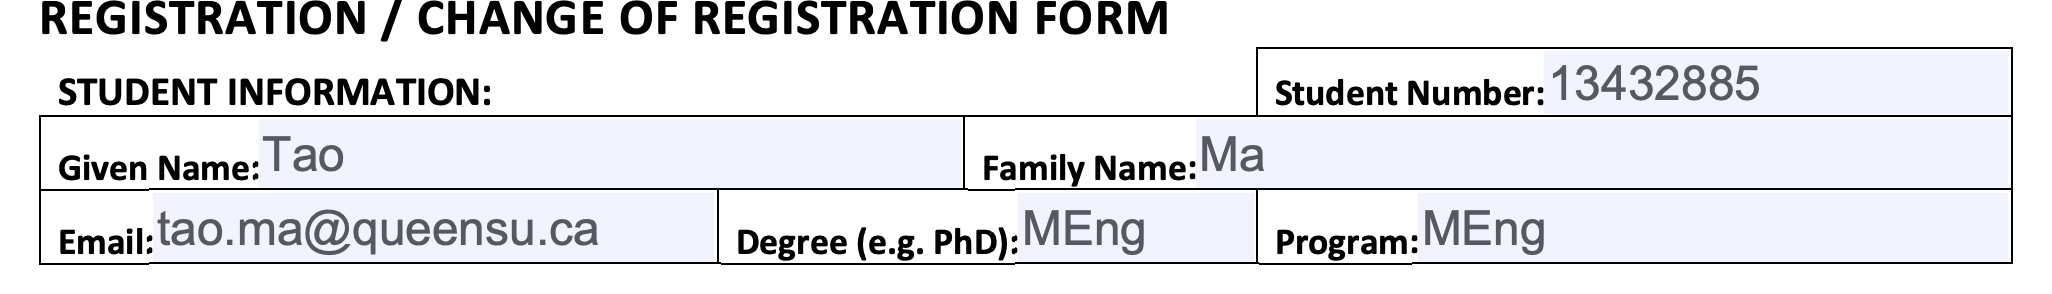 REGISTRATION / CHANGE OF REGISTRATION FORM
STUDENT INFORMATION: Student Number: 13432885
Given Name: Tao Family Name: Ma
Email: tao.ma@queensu.ca Degree (e.g. PhD): MEng Program: MEng